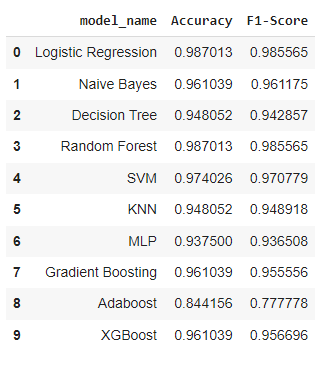 model_name Accuracy F1-Score
0 Logistic Regression 0.987013 0.985565
1 Naive Bayes 0.961039 0.961175
2 Decision Tree 0.948052 0.942857
3 Random Forest 0.987013 0.985565
4 SVM 0.974026 0.970779
5 KNN 0.948052 0.948918
6 MLP 0.937500 0.936508
7 Gradient Boosting 0.961039 0.955556
8 Adaboost 0.844156 0.777778
9 XGBoost 0.961039 0.956696